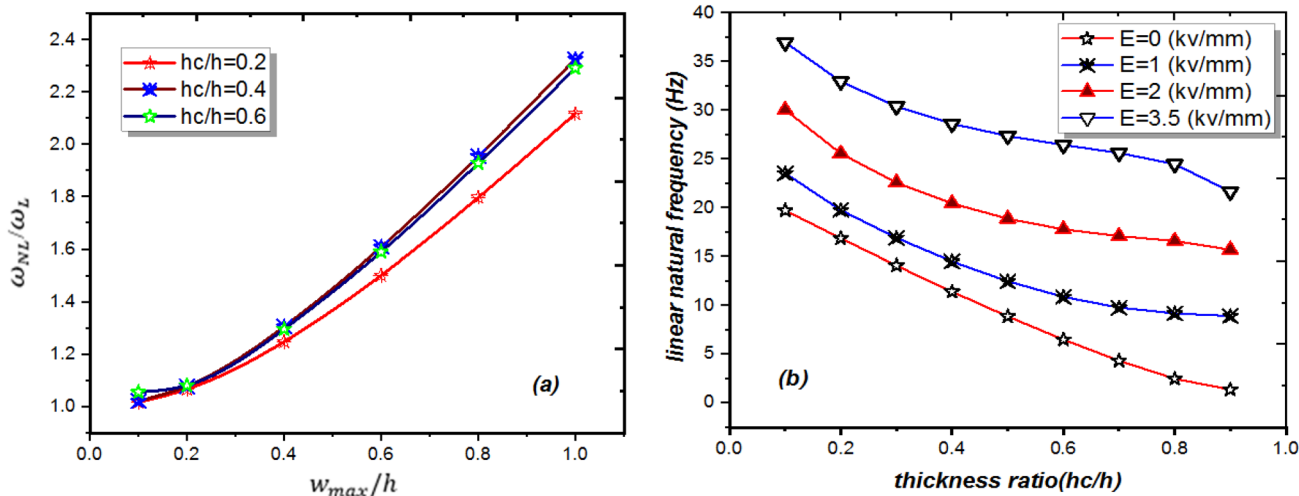 2.4
2.2
2.0
1.8
1.6
1.4
1.2
1.0
ω_NL/ω_L
hc/h=0.2
hc/h=0.4
hc/h=0.6
(a)
0.0 0.2 0.4 0.6 0.8 1.0
w_max/h
40
35
30
25
20
15
10
5
0
linear natural frequency (Hz)
E=0 (kv/mm)
E=1 (kv/mm)
E=2 (kv/mm)
E=3.5 (kv/mm)
(b)
0.0 0.2 0.4 0.6 0.8 1.0
thickness ratio(hc/h)